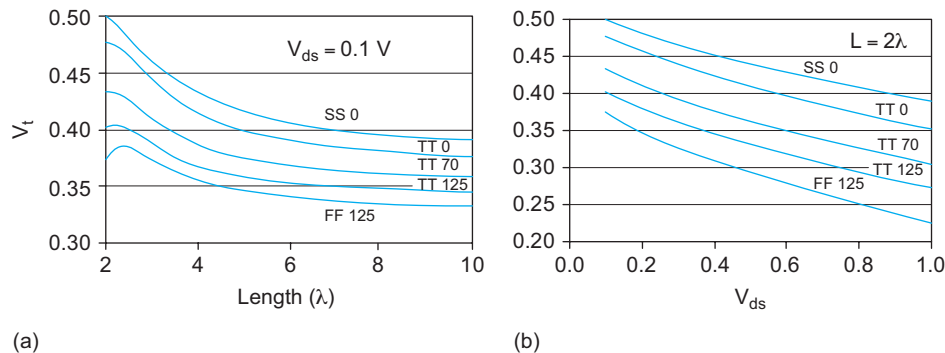 0.50
0.45
0.40
0.35
0.30
V_t
V_ds = 0.1 V
SS 0
TT 0
TT 70
TT 125
FF 125
2
4
6
8
10
Length (λ)
(a)
0.50
0.45
0.40
0.35
0.30
0.25
0.20
L = 2λ
SS 0
TT 0
TT 70
TT 125
FF 125
0.0
0.2
0.4
0.6
0.8
1.0
V_ds
(b)